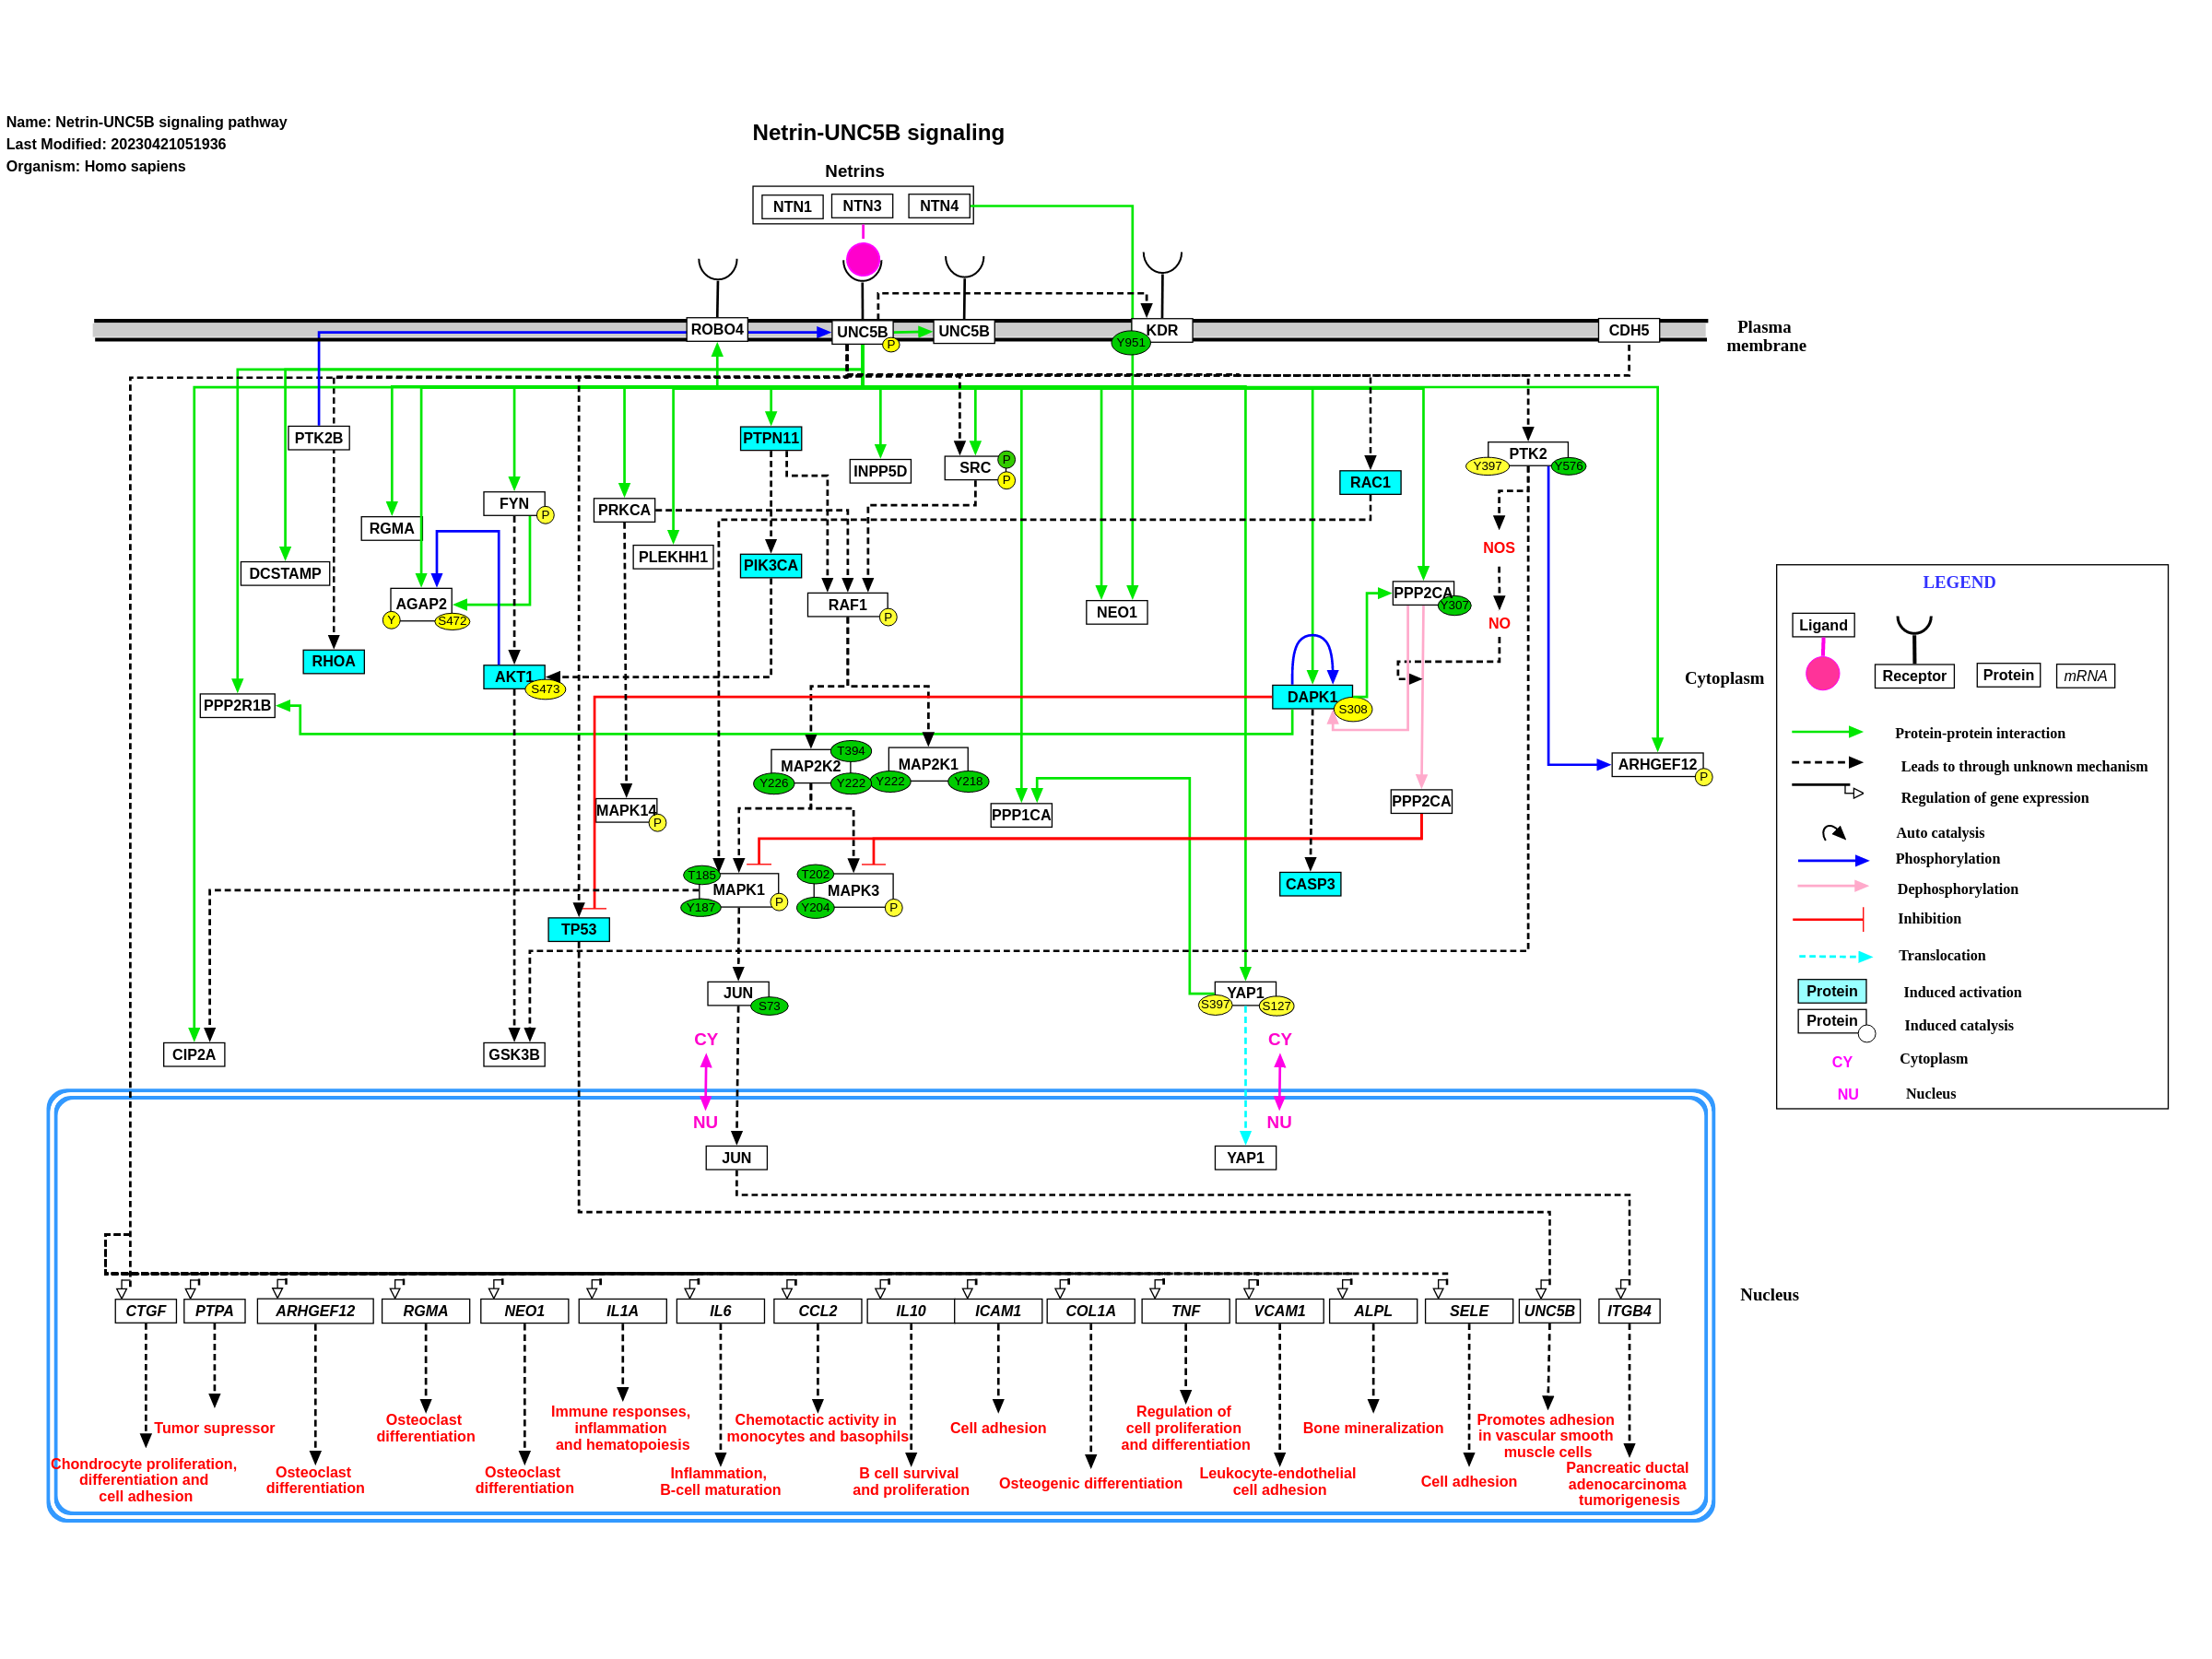 Name: Netrin-UNC5B signaling pathway
Last Modified: 20230421051936
Organism: Homo sapiens
Netrin-UNC5B signaling
Netrins
NTN1
NTN3
NTN4
ROBO4
UNC5B
P
UNC5B
KDR
Y951
CDH5
Plasma
membrane
PTK2B
PTPN11
INPP5D
SRC
P
P
RAC1
PTK2
Y397
Y576
RGMA
FYN
P
PRKCA
PLEKHH1
PIK3CA
NOS
DCSTAMP
AGAP2
Y
S472
RAF1
P
NEO1
PPP2CA
Y307
NO
RHOA
AKT1
S473
PPP2R1B
DAPK1
S308
Cytoplasm
MAP2K2
T394
Y226
Y222
MAP2K1
Y222
Y218
ARHGEF12
P
MAPK14
P
PPP1CA
PPP2CA
T185
MAPK1
Y187
P
T202
MAPK3
Y204
P
CASP3
TP53
JUN
S73
YAP1
S397
S127
CIP2A
GSK3B
CY
CY
NU
NU
JUN
YAP1
Nucleus
CTGF
PTPA
ARHGEF12
RGMA
NEO1
IL1A
IL6
CCL2
IL10
ICAM1
COL1A
TNF
VCAM1
ALPL
SELE
UNC5B
ITGB4
Chondrocyte proliferation,
differentiation and
cell adhesion
Tumor supressor
Osteoclast
differentiation
Osteoclast
differentiation
Osteoclast
differentiation
Immune responses,
inflammation
and hematopoiesis
Inflammation,
B-cell maturation
Chemotactic activity in
monocytes and basophils
B cell survival
and proliferation
Cell adhesion
Osteogenic differentiation
Regulation of
cell proliferation
and differentiation
Leukocyte-endothelial
cell adhesion
Bone mineralization
Cell adhesion
Promotes adhesion
in vascular smooth
muscle cells
Pancreatic ductal
adenocarcinoma
tumorigenesis
LEGEND
Ligand
Receptor
Protein
mRNA
Protein-protein interaction
Leads to through unknown mechanism
Regulation of gene expression
Auto catalysis
Phosphorylation
Dephosphorylation
Inhibition
Translocation
Protein
Induced activation
Protein
Induced catalysis
CY
Cytoplasm
NU
Nucleus